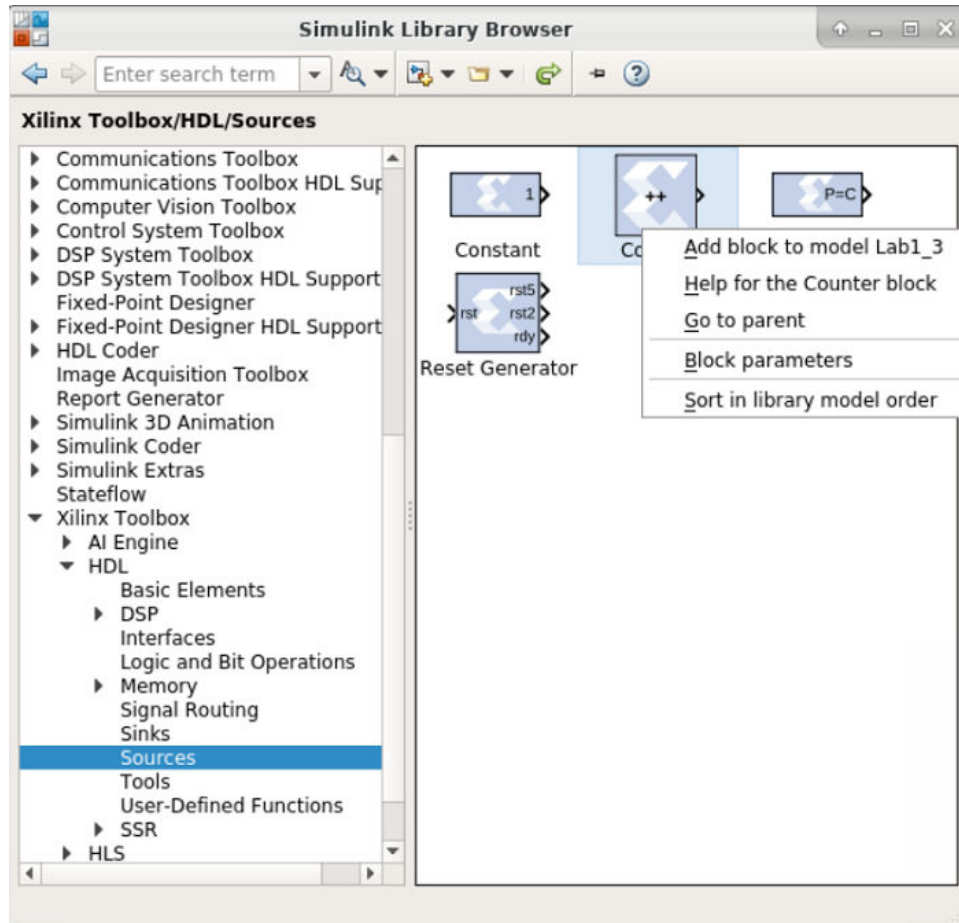 Simulink Library Browser
Enter search term
Xilinx Toolbox/HDL/Sources
Communications Toolbox
Communications Toolbox HDL Sup
Computer Vision Toolbox
Control System Toolbox
DSP System Toolbox
DSP System Toolbox HDL Support
Fixed-Point Designer
Fixed-Point Designer HDL Support
HDL Coder
Image Acquisition Toolbox
Report Generator
Simulink 3D Animation
Simulink Coder
Simulink Extras
Stateflow
Xilinx Toolbox
AI Engine
HDL
Basic Elements
DSP
Interfaces
Logic and Bit Operations
Memory
Signal Routing
Sinks
Sources
Tools
User-Defined Functions
SSR
HLS
1
Constant
++
Co
P=C
rst
rst5
rst2
rdy
Reset Generator
Add block to model Lab1_3
Help for the Counter block
Go to parent
Block parameters
Sort in library model order